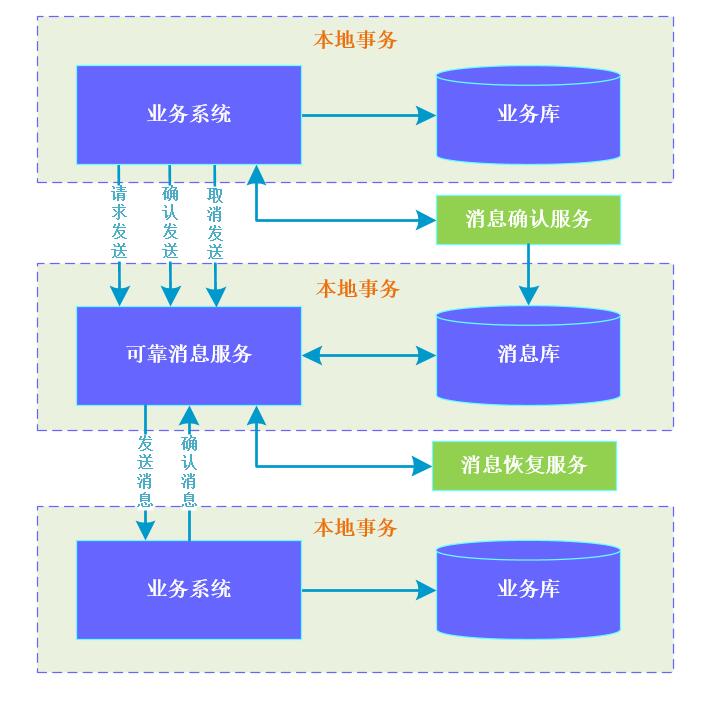 本地事务
业务系统
业务库
请求发送
确认发送
取消发送
消息确认服务
本地事务
可靠消息服务
消息库
发送消息
确认消息
消息恢复服务
本地事务
业务系统
业务库